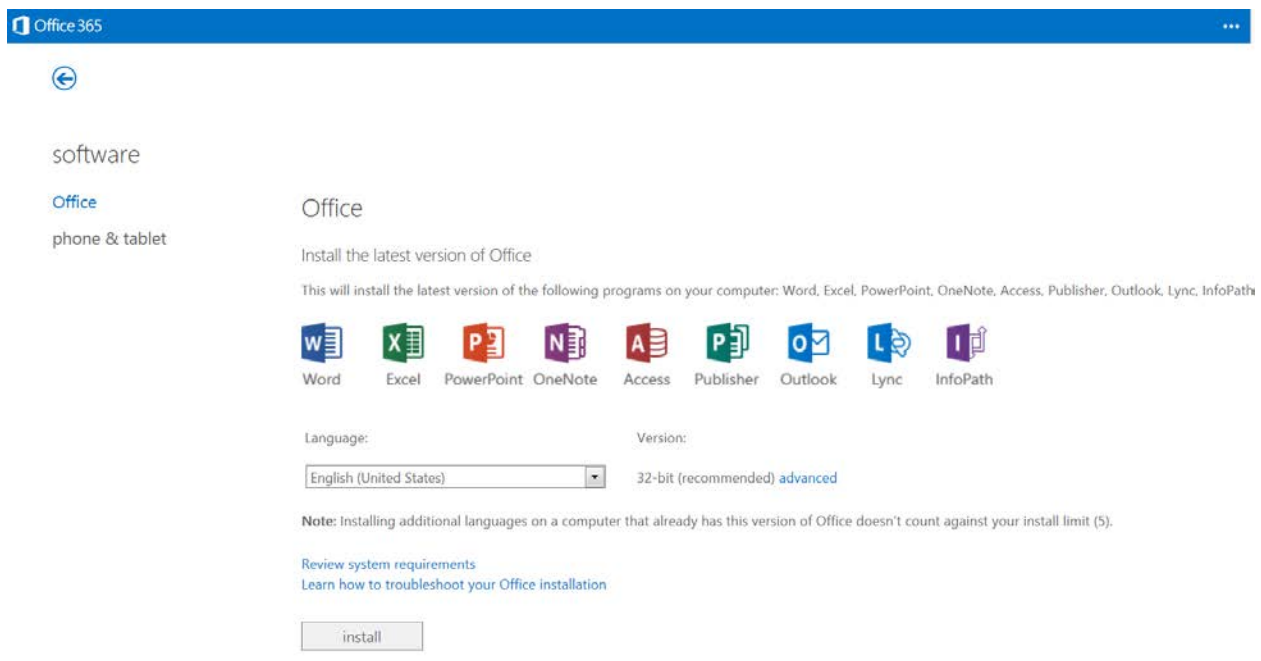 Office 365
...
software
Office
phone & tablet
Office
Install the latest version of Office
This will install the latest version of the following programs on your computer: Word, Excel, PowerPoint, OneNote, Access, Publisher, Outlook, Lync, InfoPath
Word Excel PowerPoint OneNote Access Publisher Outlook Lync InfoPath
Language: Version:
English (United States) 32-bit (recommended) advanced
Note: Installing additional languages on a computer that already has this version of Office doesn't count against your install limit (5).
Review system requirements
Learn how to troubleshoot your Office installation
install